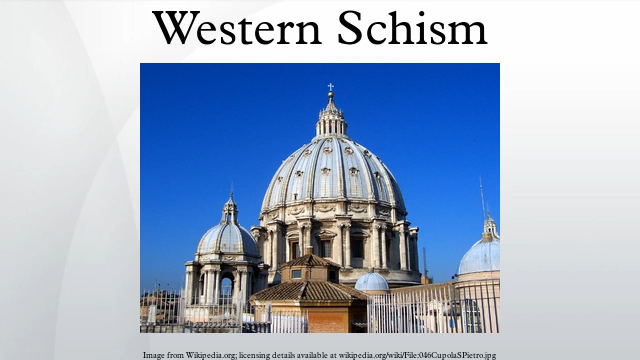 Western Schism
Image from Wikipedia.org; licensing details available at wikipedia.org/wiki/File:046CupolaSPietro.jpg